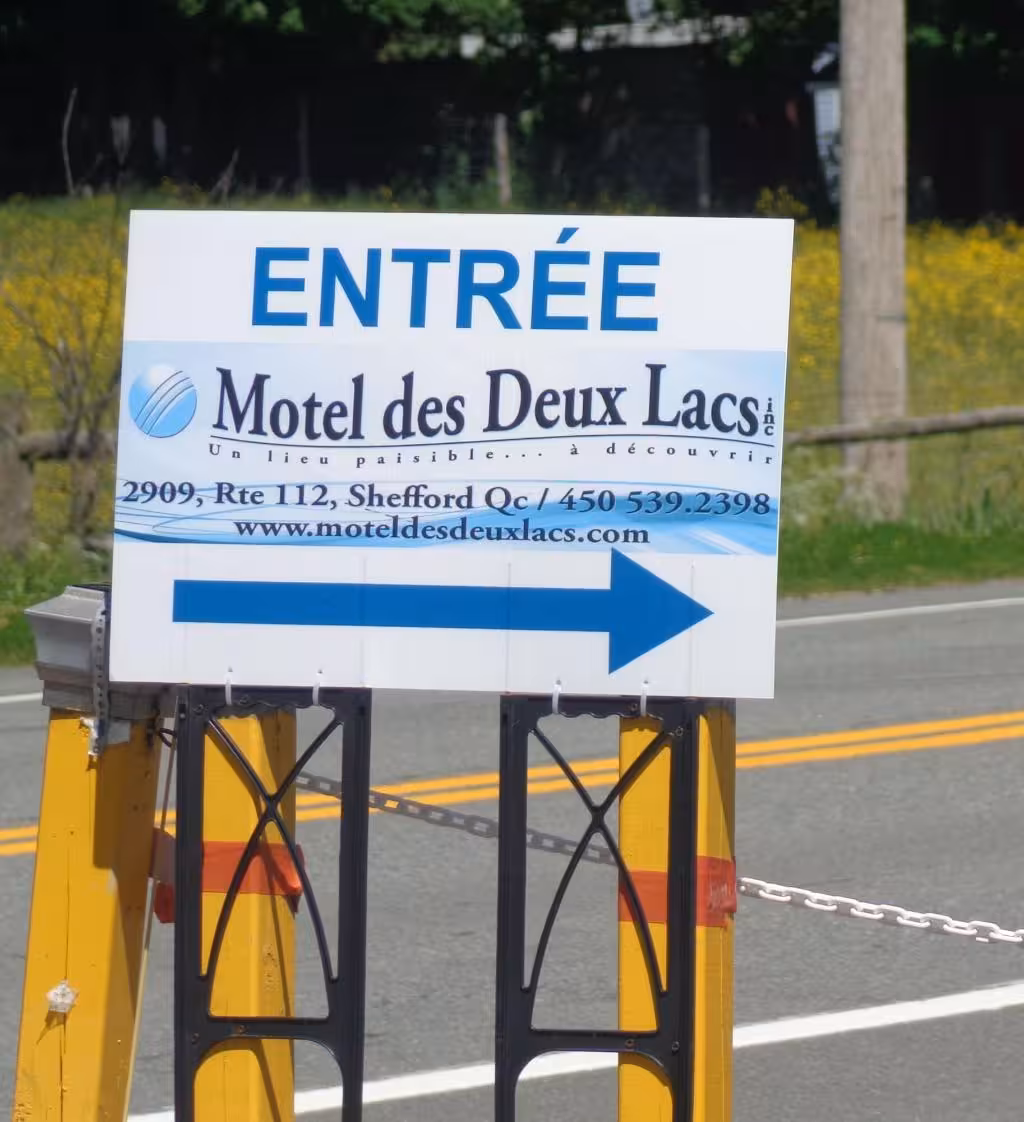 ENTRÉE
Motel des Deux Lacs inc
Un lieu paisible... à découvrir
2909, Rte 112, Shefford Qc / 450 539.2398
www.moteldesdeuxlacs.com